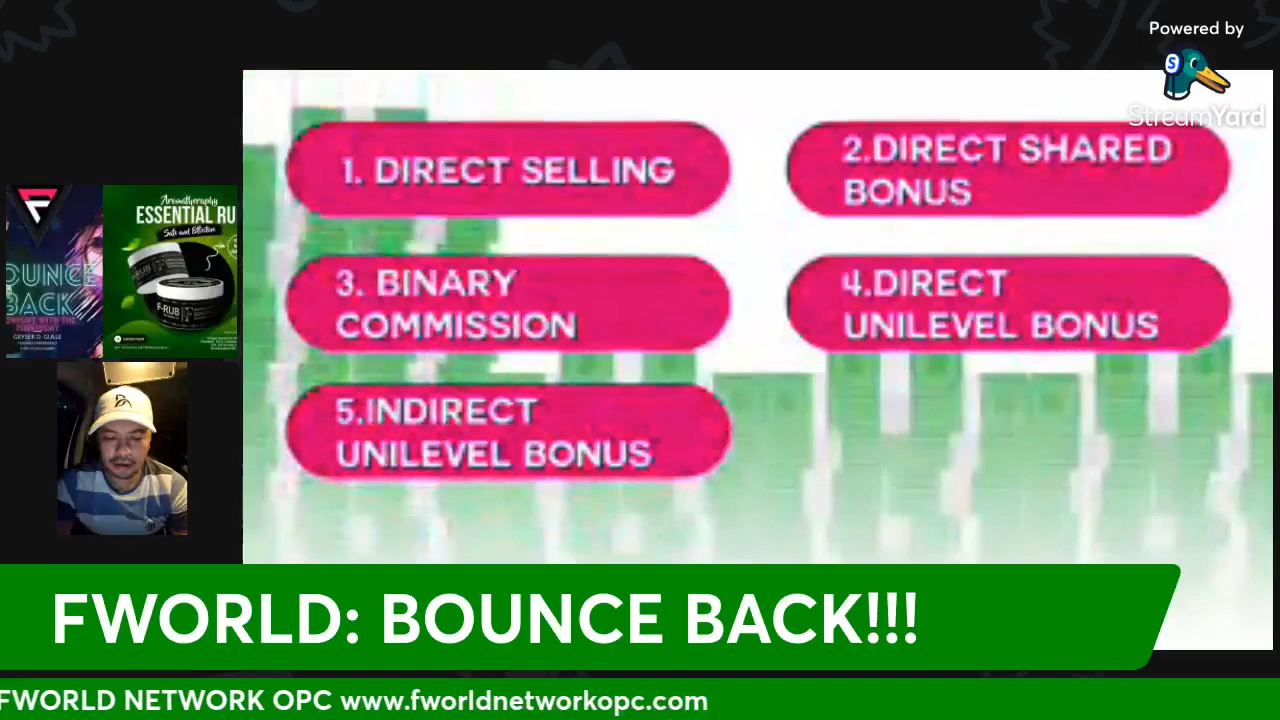 Powered by
StreamYard
1. DIRECT SELLING
2.DIRECT SHARED
BONUS
3. BINARY
COMMISSION
4.DIRECT
UNILEVEL BONUS
5.INDIRECT
UNILEVEL BONUS
OUNCE
BACK
GEYSER D. GULLE
Aromatheraphy
ESSENTIAL RU
Safe and Effective
F-RUB
FWORLD: BOUNCE BACK!!!
FWORLD NETWORK OPC www.fworldnetworkopc.com